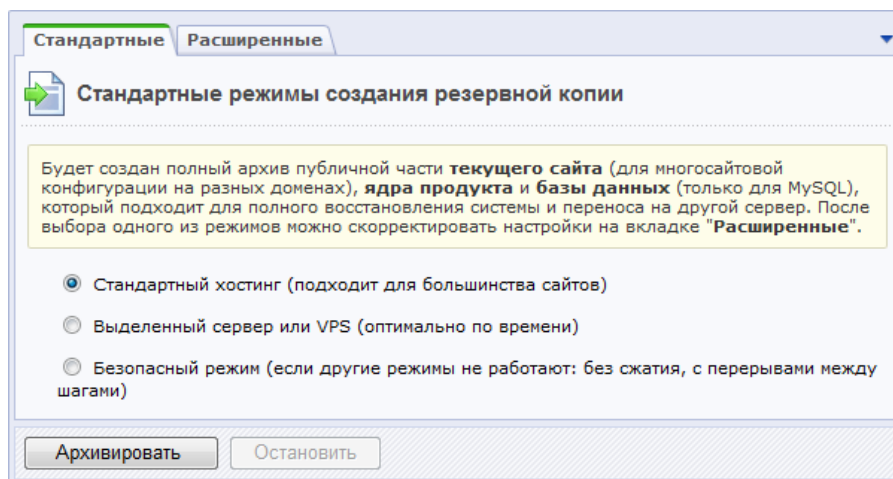 Стандартные Расширенные
Стандартные режимы создания резервной копии
Будет создан полный архив публичной части текущего сайта (для многосайтовой
конфигурации на разных доменах), ядра продукта и базы данных (только для MySQL),
который подходит для полного восстановления системы и переноса на другой сервер. После
выбора одного из режимов можно скорректировать настройки на вкладке "Расширенные".
Стандартный хостинг (подходит для большинства сайтов)
Выделенный сервер или VPS (оптимально по времени)
Безопасный режим (если другие режимы не работают: без сжатия, с перерывами между
шагами)
Архивировать Остановить